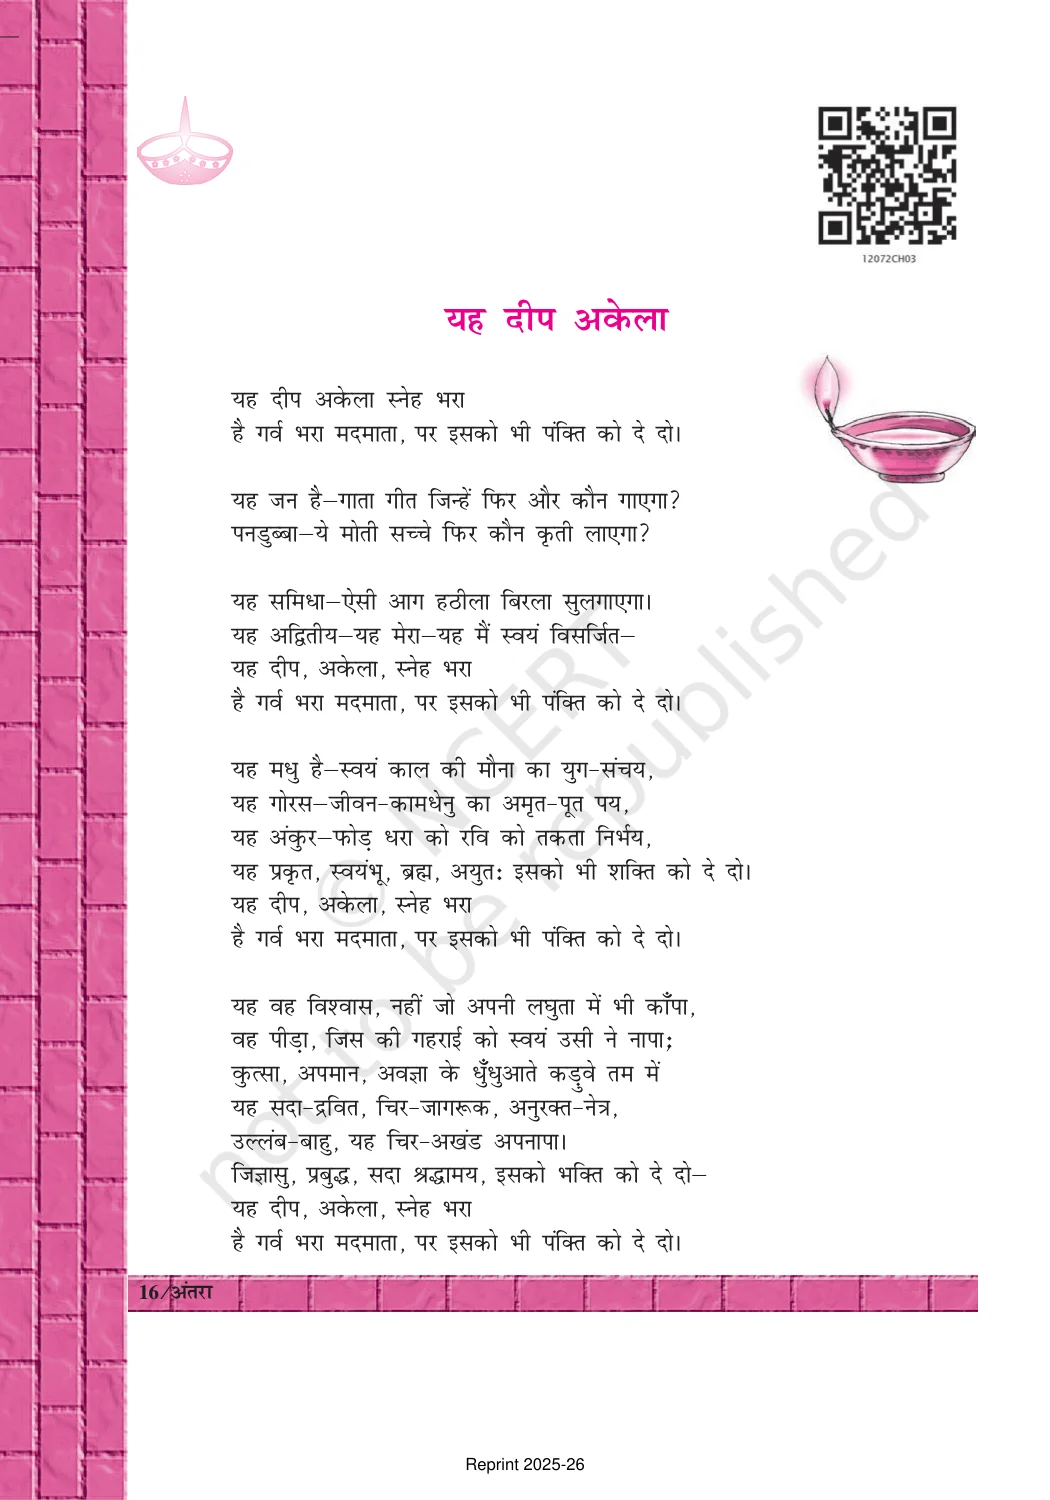 12072CH03
यह दीप अकेला
यह दीप अकेला स्नेह भरा
है गर्व भरा मदमाता, पर इसको भी पंक्ति को दे दो।
यह जन है–गाता गीत जिन्हें फिर और कौन गाएगा?
पनडुब्बा–ये मोती सच्चे फिर कौन कृती लाएगा?
यह समिधा–ऐसी आग हठीला बिरला सुलगाएगा।
यह अद्वितीय–यह मेरा–यह मैं स्वयं विसर्जित–
यह दीप, अकेला, स्नेह भरा
है गर्व भरा मदमाता, पर इसको भी पंक्ति को दे दो।
यह मधु है–स्वयं काल की मौना का युग-संचय,
यह गोरस–जीवन-कामधेनु का अमृत-पूत पय,
यह अंकुर–फोड़ धरा को रवि को तकता निर्भय,
यह प्रकृत, स्वयंभू, ब्रह्म, अयुतः इसको भी शक्ति को दे दो।
यह दीप, अकेला, स्नेह भरा
है गर्व भरा मदमाता, पर इसको भी पंक्ति को दे दो।
यह वह विश्वास, नहीं जो अपनी लघुता में भी काँपा,
वह पीड़ा, जिस की गहराई को स्वयं उसी ने नापा;
कुत्सा, अपमान, अवज्ञा के धुँधुआते कड़ुवे तम में
यह सदा-द्रवित, चिर-जागरूक, अनुरक्त-नेत्र,
उल्लंब-बाहु, यह चिर-अखंड अपनापा।
जिज्ञासु, प्रबुद्ध, सदा श्रद्धामय, इसको भक्ति को दे दो–
यह दीप, अकेला, स्नेह भरा
है गर्व भरा मदमाता, पर इसको भी पंक्ति को दे दो।
16/अंतरा
Reprint 2025-26
© NCERT
not to be republished